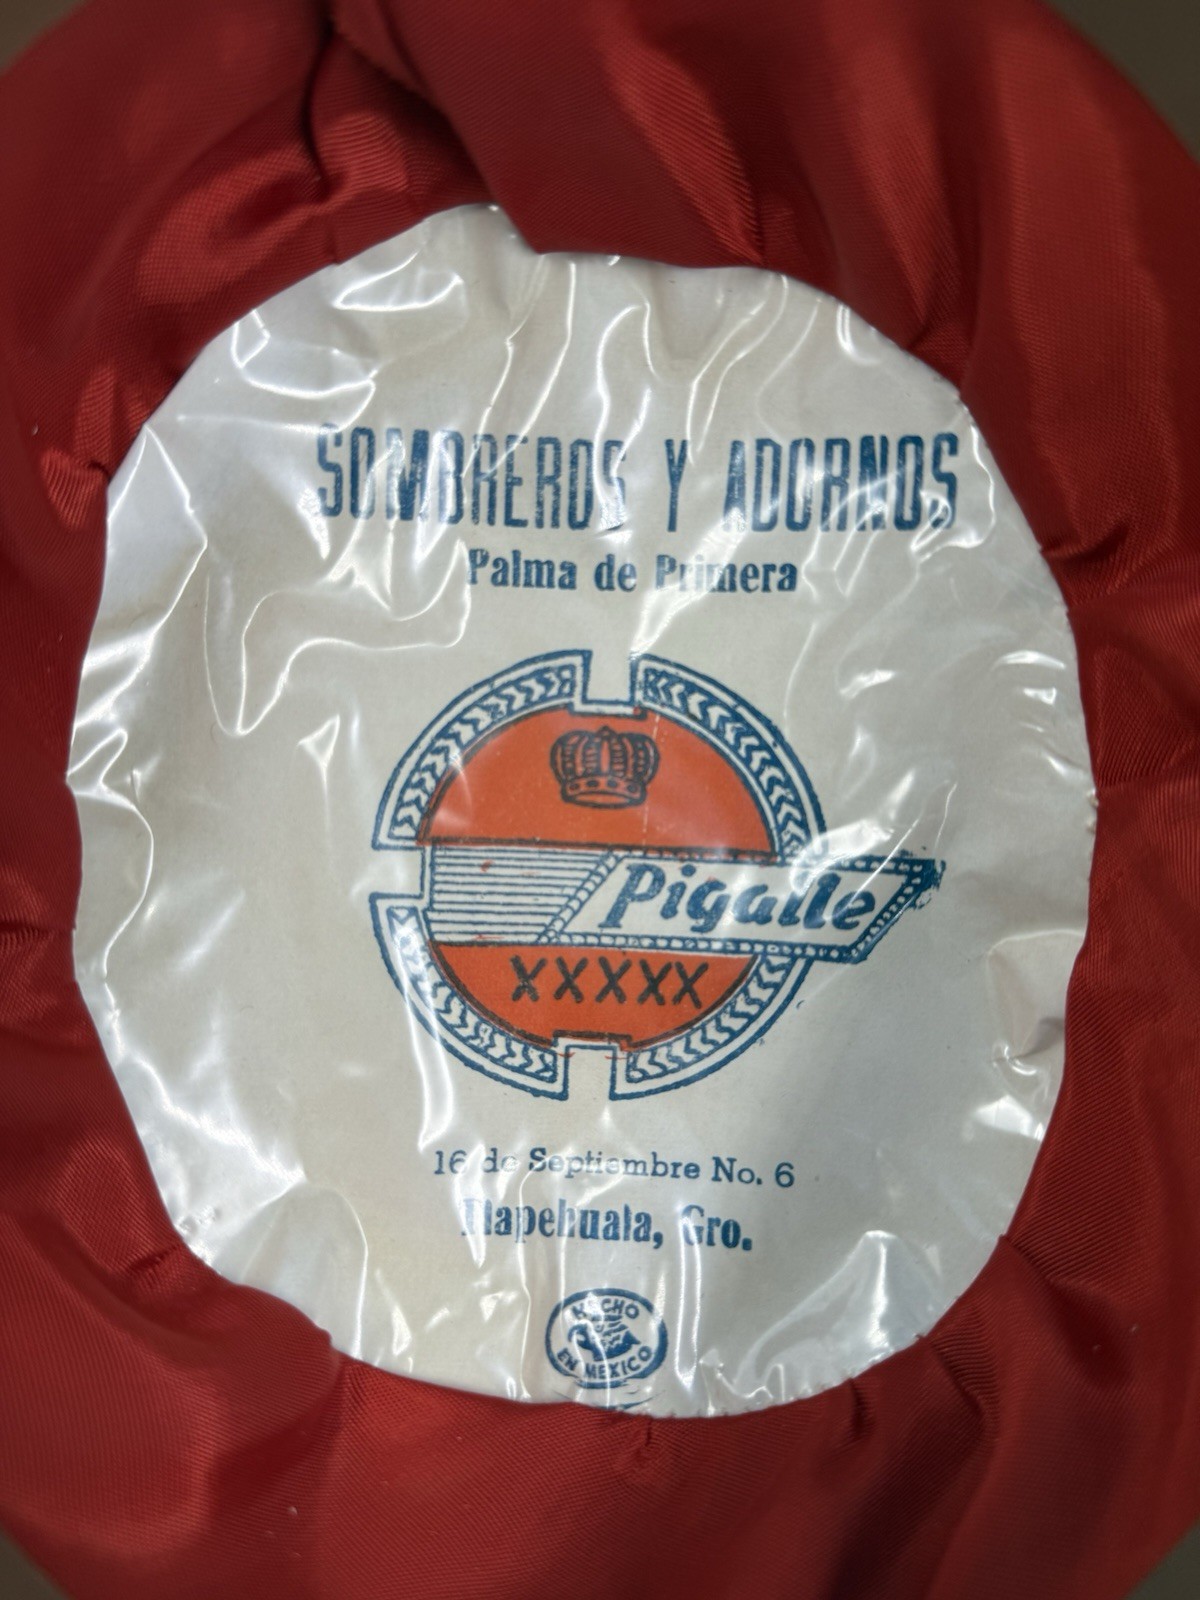 SOMBREROS Y ADORNOS
Palma de Primera
Pigalle
XXXXX
16 de Septiembre No. 6
Tlapehuala, Gro.
HECHO
EN MEXICO